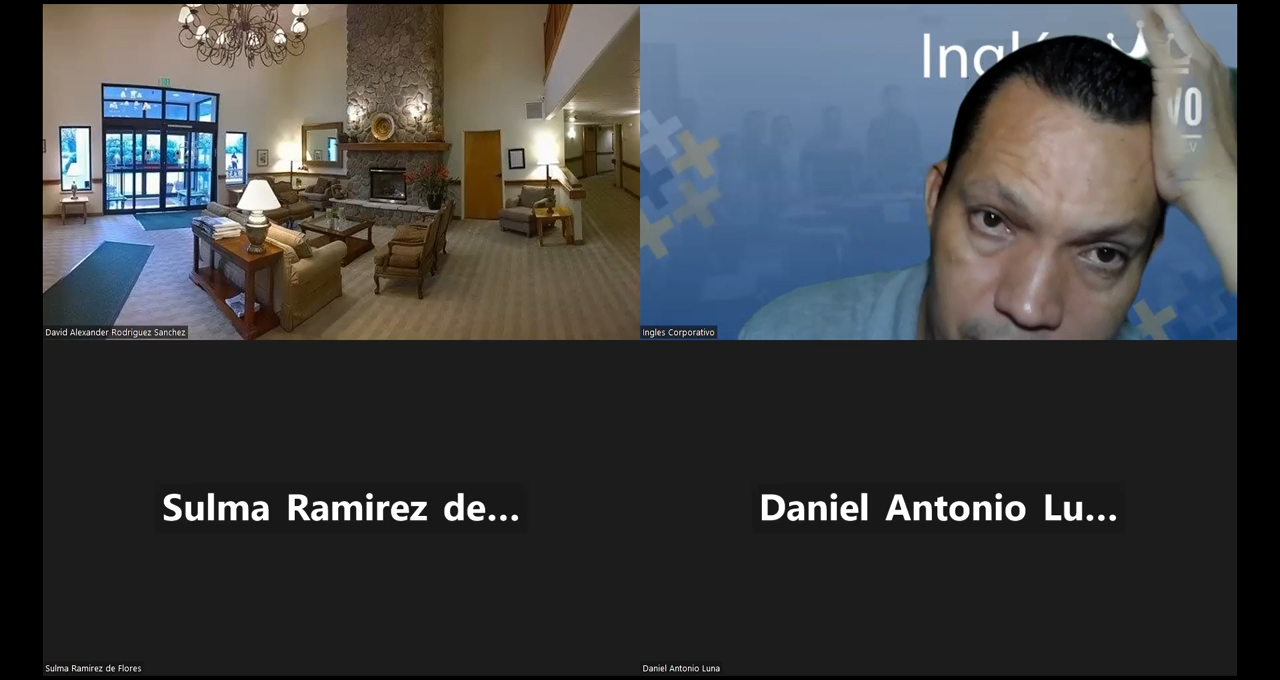 EXIT
David Alexander Rodriguez Sanchez
Ingles Corporativo
Sulma Ramirez de...
Daniel Antonio Lu...
Sulma Ramirez de Flores
Daniel Antonio Luna